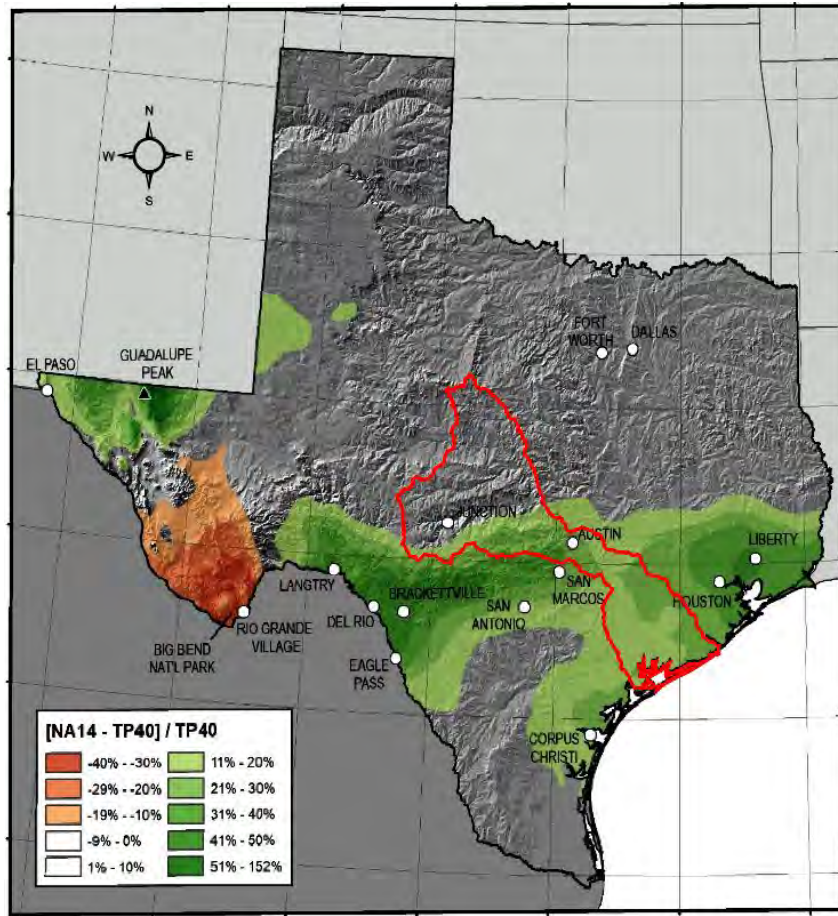 N
W
E
S
FORT
WORTH
DALLAS
EL PASO
GUADALUPE
PEAK
JUNCTION
AUSTIN
LIBERTY
LANGTRY
BRACKETTVILLE
SAN
MARCOS
HOUSTON
DEL RIO
SAN
ANTONIO
BIG BEND
NAT'L PARK
RIO GRANDE
VILLAGE
EAGLE
PASS
CORPUS
CHRISTI
[NA14 - TP40] / TP40
-40% - -30%
11% - 20%
-29% - -20%
21% - 30%
-19% - -10%
31% - 40%
-9% - 0%
41% - 50%
1% - 10%
51% - 152%